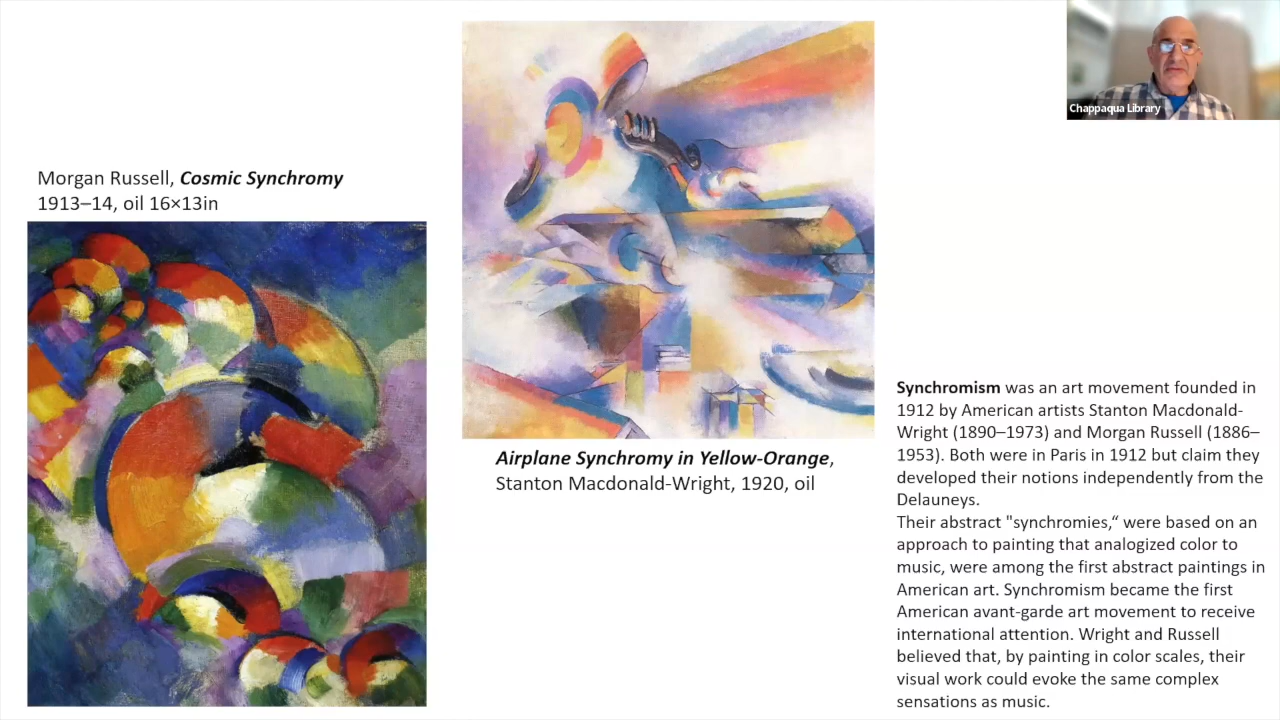 Chappaqua Library
Morgan Russell, Cosmic Synchromy
1913–14, oil 16×13in
Airplane Synchromy in Yellow-Orange,
Stanton Macdonald-Wright, 1920, oil
Synchromism was an art movement founded in
1912 by American artists Stanton Macdonald-
Wright (1890–1973) and Morgan Russell (1886–
1953). Both were in Paris in 1912 but claim they
developed their notions independently from the
Delauneys.
Their abstract "synchromies,“ were based on an
approach to painting that analogized color to
music, were among the first abstract paintings in
American art. Synchromism became the first
American avant-garde art movement to receive
international attention. Wright and Russell
believed that, by painting in color scales, their
visual work could evoke the same complex
sensations as music.